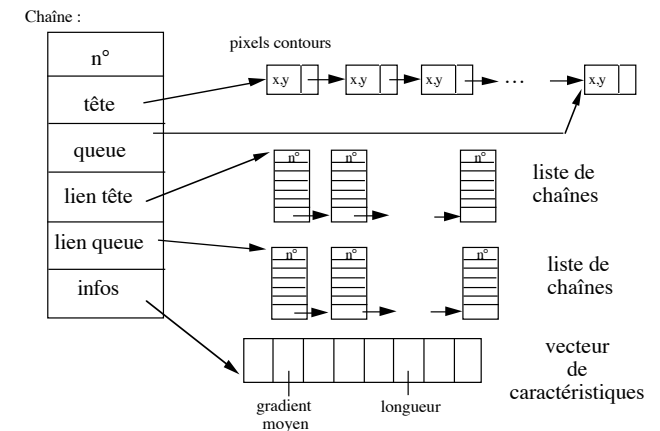 Chaîne :
n°
tête
queue
lien tête
lien queue
infos
pixels contours
x,y x,y x,y … x,y
n° n° n°
liste de
chaînes
n° n° n°
liste de
chaînes
vecteur
de
caractéristiques
gradient
moyen
longueur